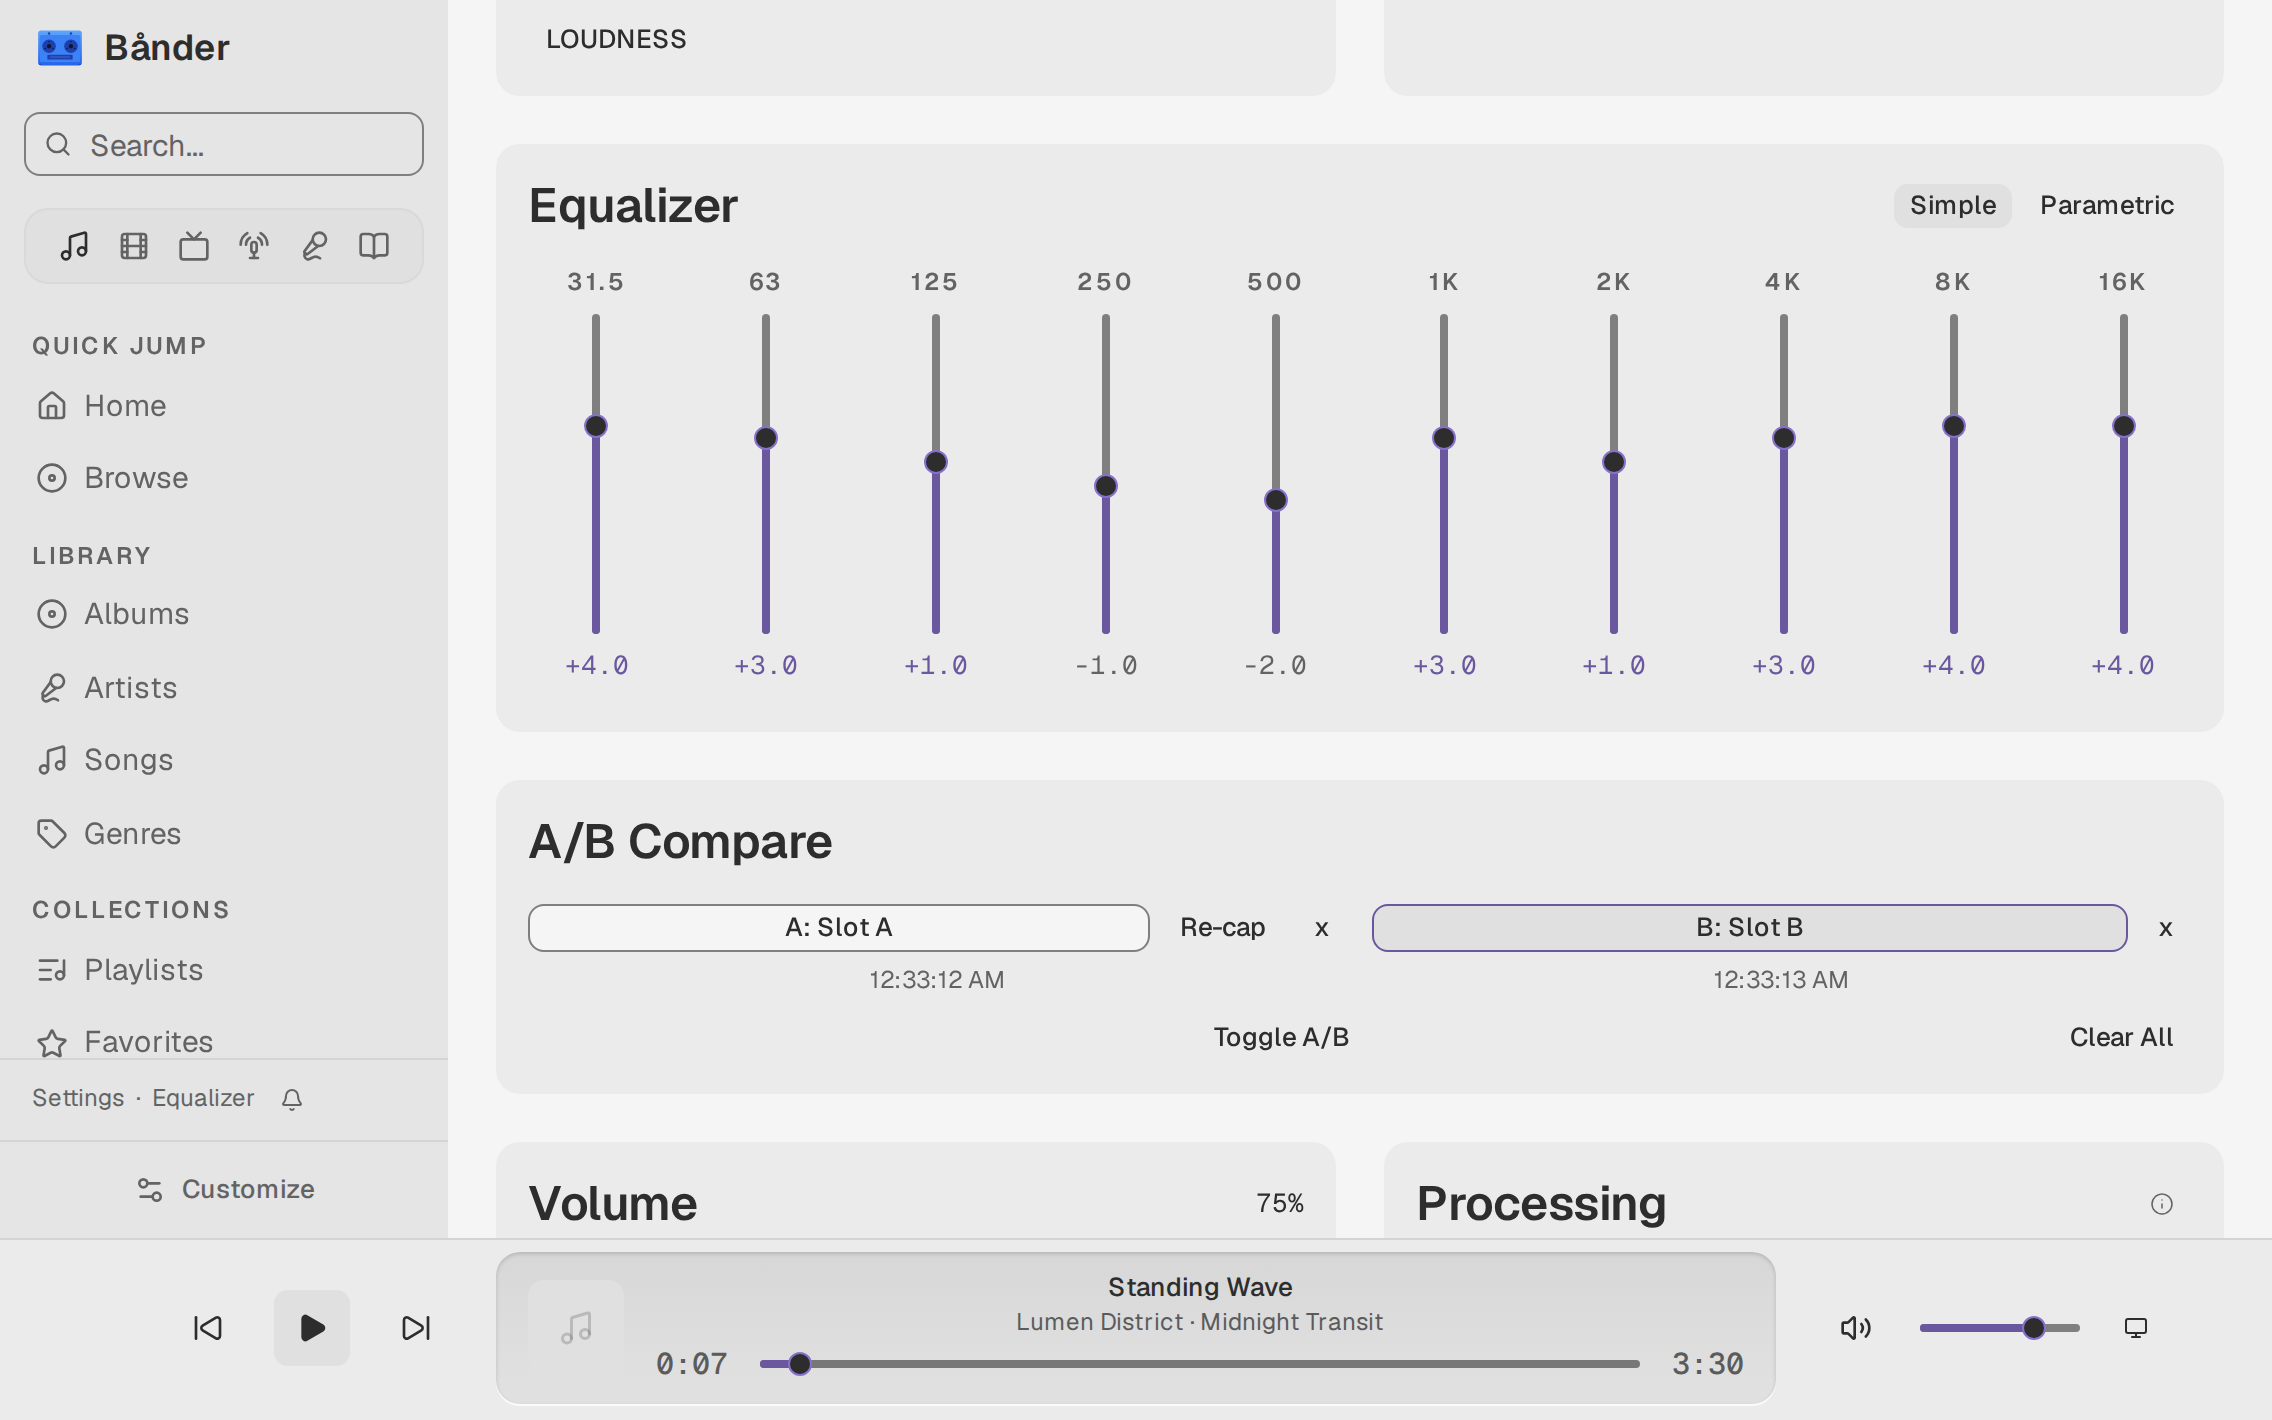 Bånder
Search...
QUICK JUMP
Home
Browse
LIBRARY
Albums
Artists
Songs
Genres
COLLECTIONS
Playlists
Favorites
Settings · Equalizer
Customize
LOUDNESS
Equalizer
Simple Parametric
31.5 63 125 250 500 1K 2K 4K 8K 16K
+4.0 +3.0 +1.0 -1.0 -2.0 +3.0 +1.0 +3.0 +4.0 +4.0
A/B Compare
A: Slot A Re-cap x B: Slot B x
12:33:12 AM 12:33:13 AM
Toggle A/B Clear All
Volume 75%
Processing
Standing Wave
Lumen District · Midnight Transit
0:07 3:30